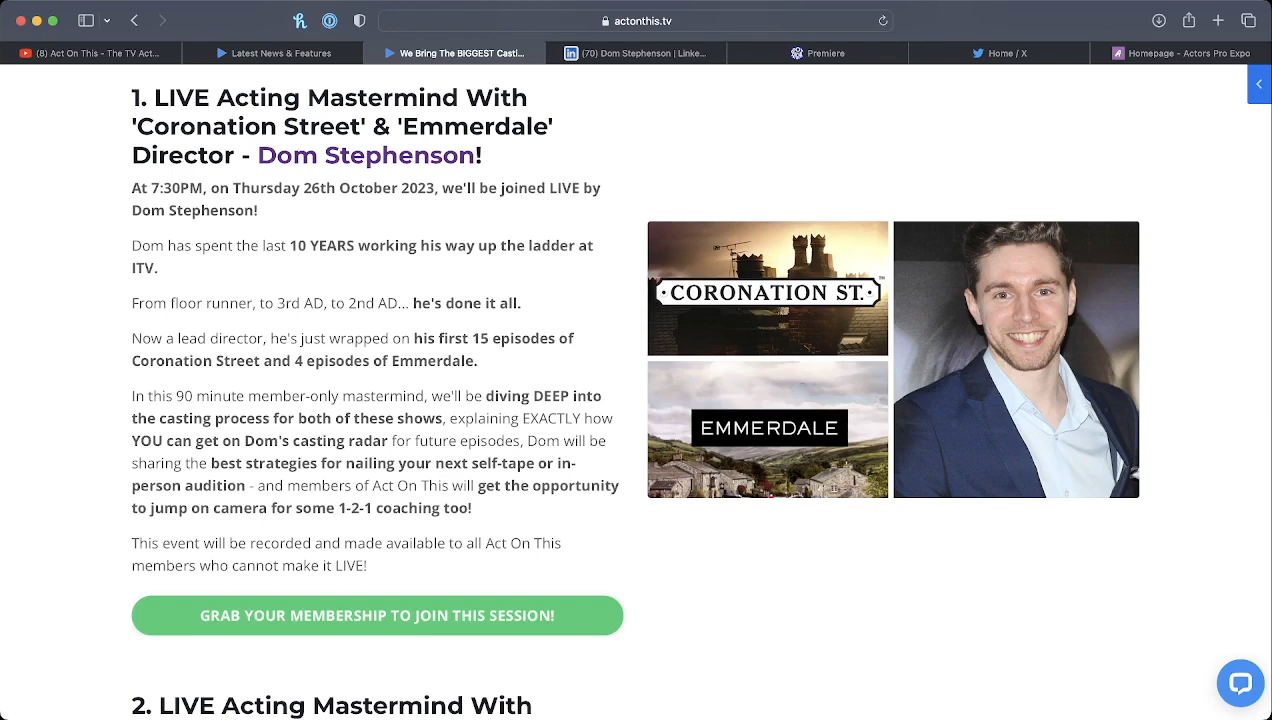 actonthis.tv
(8) Act On This - The TV Act...
Latest News & Features
We Bring The BIGGEST Casti...
(70) Dom Stephenson | Linke...
Premiere
Home / X
Homepage - Actors Pro Expo
1. LIVE Acting Mastermind With
'Coronation Street' & 'Emmerdale'
Director - Dom Stephenson!
At 7:30PM, on Thursday 26th October 2023, we'll be joined LIVE by
Dom Stephenson!
Dom has spent the last 10 YEARS working his way up the ladder at
ITV.
From floor runner, to 3rd AD, to 2nd AD... he's done it all.
Now a lead director, he's just wrapped on his first 15 episodes of
Coronation Street and 4 episodes of Emmerdale.
In this 90 minute member-only mastermind, we'll be diving DEEP into
the casting process for both of these shows, explaining EXACTLY how
YOU can get on Dom's casting radar for future episodes, Dom will be
sharing the best strategies for nailing your next self-tape or in-
person audition - and members of Act On This will get the opportunity
to jump on camera for some 1-2-1 coaching too!
This event will be recorded and made available to all Act On This
members who cannot make it LIVE!
GRAB YOUR MEMBERSHIP TO JOIN THIS SESSION!
CORONATION ST.
EMMERDALE
2. LIVE Acting Mastermind With